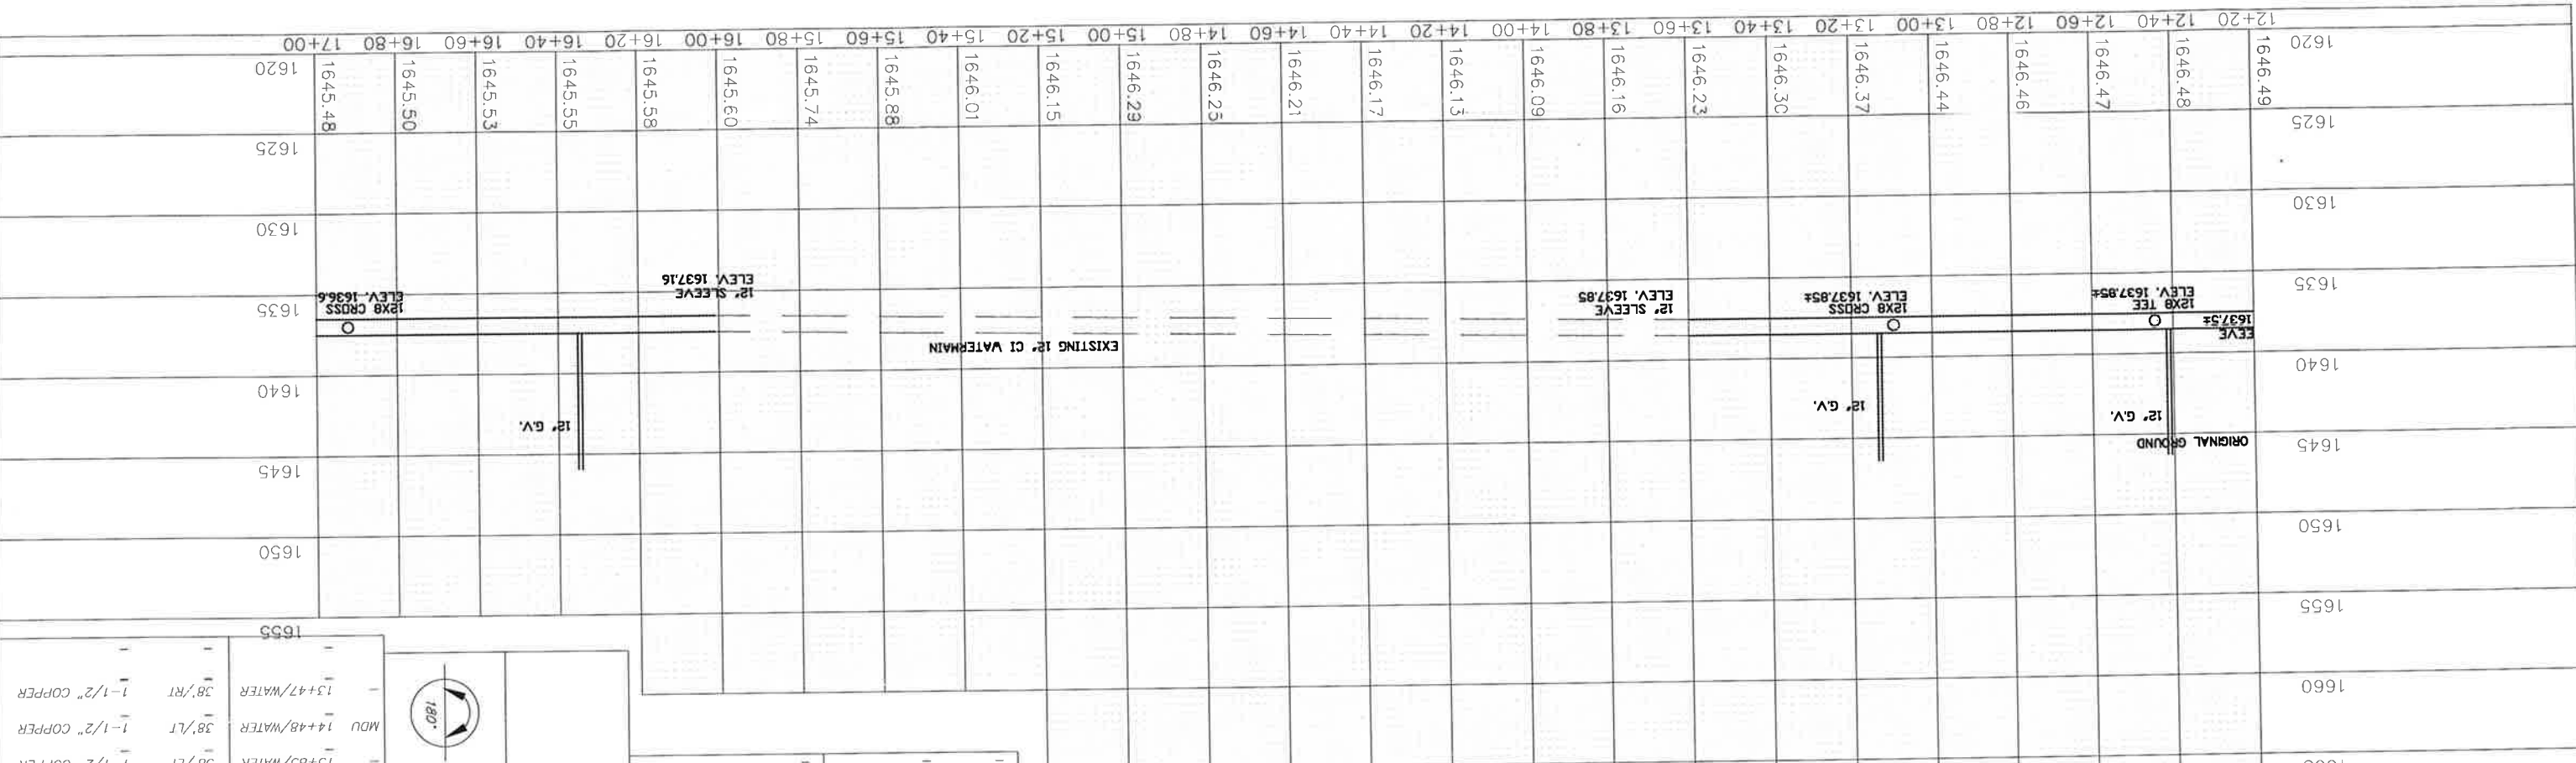 MDU 14+48/WATER 38'/LT 1-1/2" COPPER
– 13+47/WATER 38'/RT 1-1/2" COPPER
180°
1660
1655
1655
1650
1650
1645
1645
ORIGINAL GROUND
12" G.V.
12" G.V.
12" G.V.
1640
1640
EEVE
1637.5±
EXISTING 12" CI WATERMAIN
12X8 TEE
ELEV. 1637.85±
12X8 CROSS
ELEV. 1637.85±
12" SLEEVE
ELEV. 1637.85
12" SLEEVE
ELEV. 1637.16
12X8 CROSS
ELEV. 1636.6
1635
1635
1630
1630
1625
1625
1646.49
1646.48
1646.47
1646.46
1646.44
1646.37
1646.30
1646.23
1646.16
1646.09
1646.13
1646.17
1646.21
1646.25
1646.29
1646.15
1646.01
1645.88
1645.74
1645.60
1645.58
1645.55
1645.53
1645.50
1645.48
1620
1620
12+20 12+40 12+60 12+80 13+00 13+20 13+40 13+60 13+80 14+00 14+20 14+40 14+60 14+80 15+00 15+20 15+40 15+60 15+80 16+00 16+20 16+40 16+60 16+80 17+00